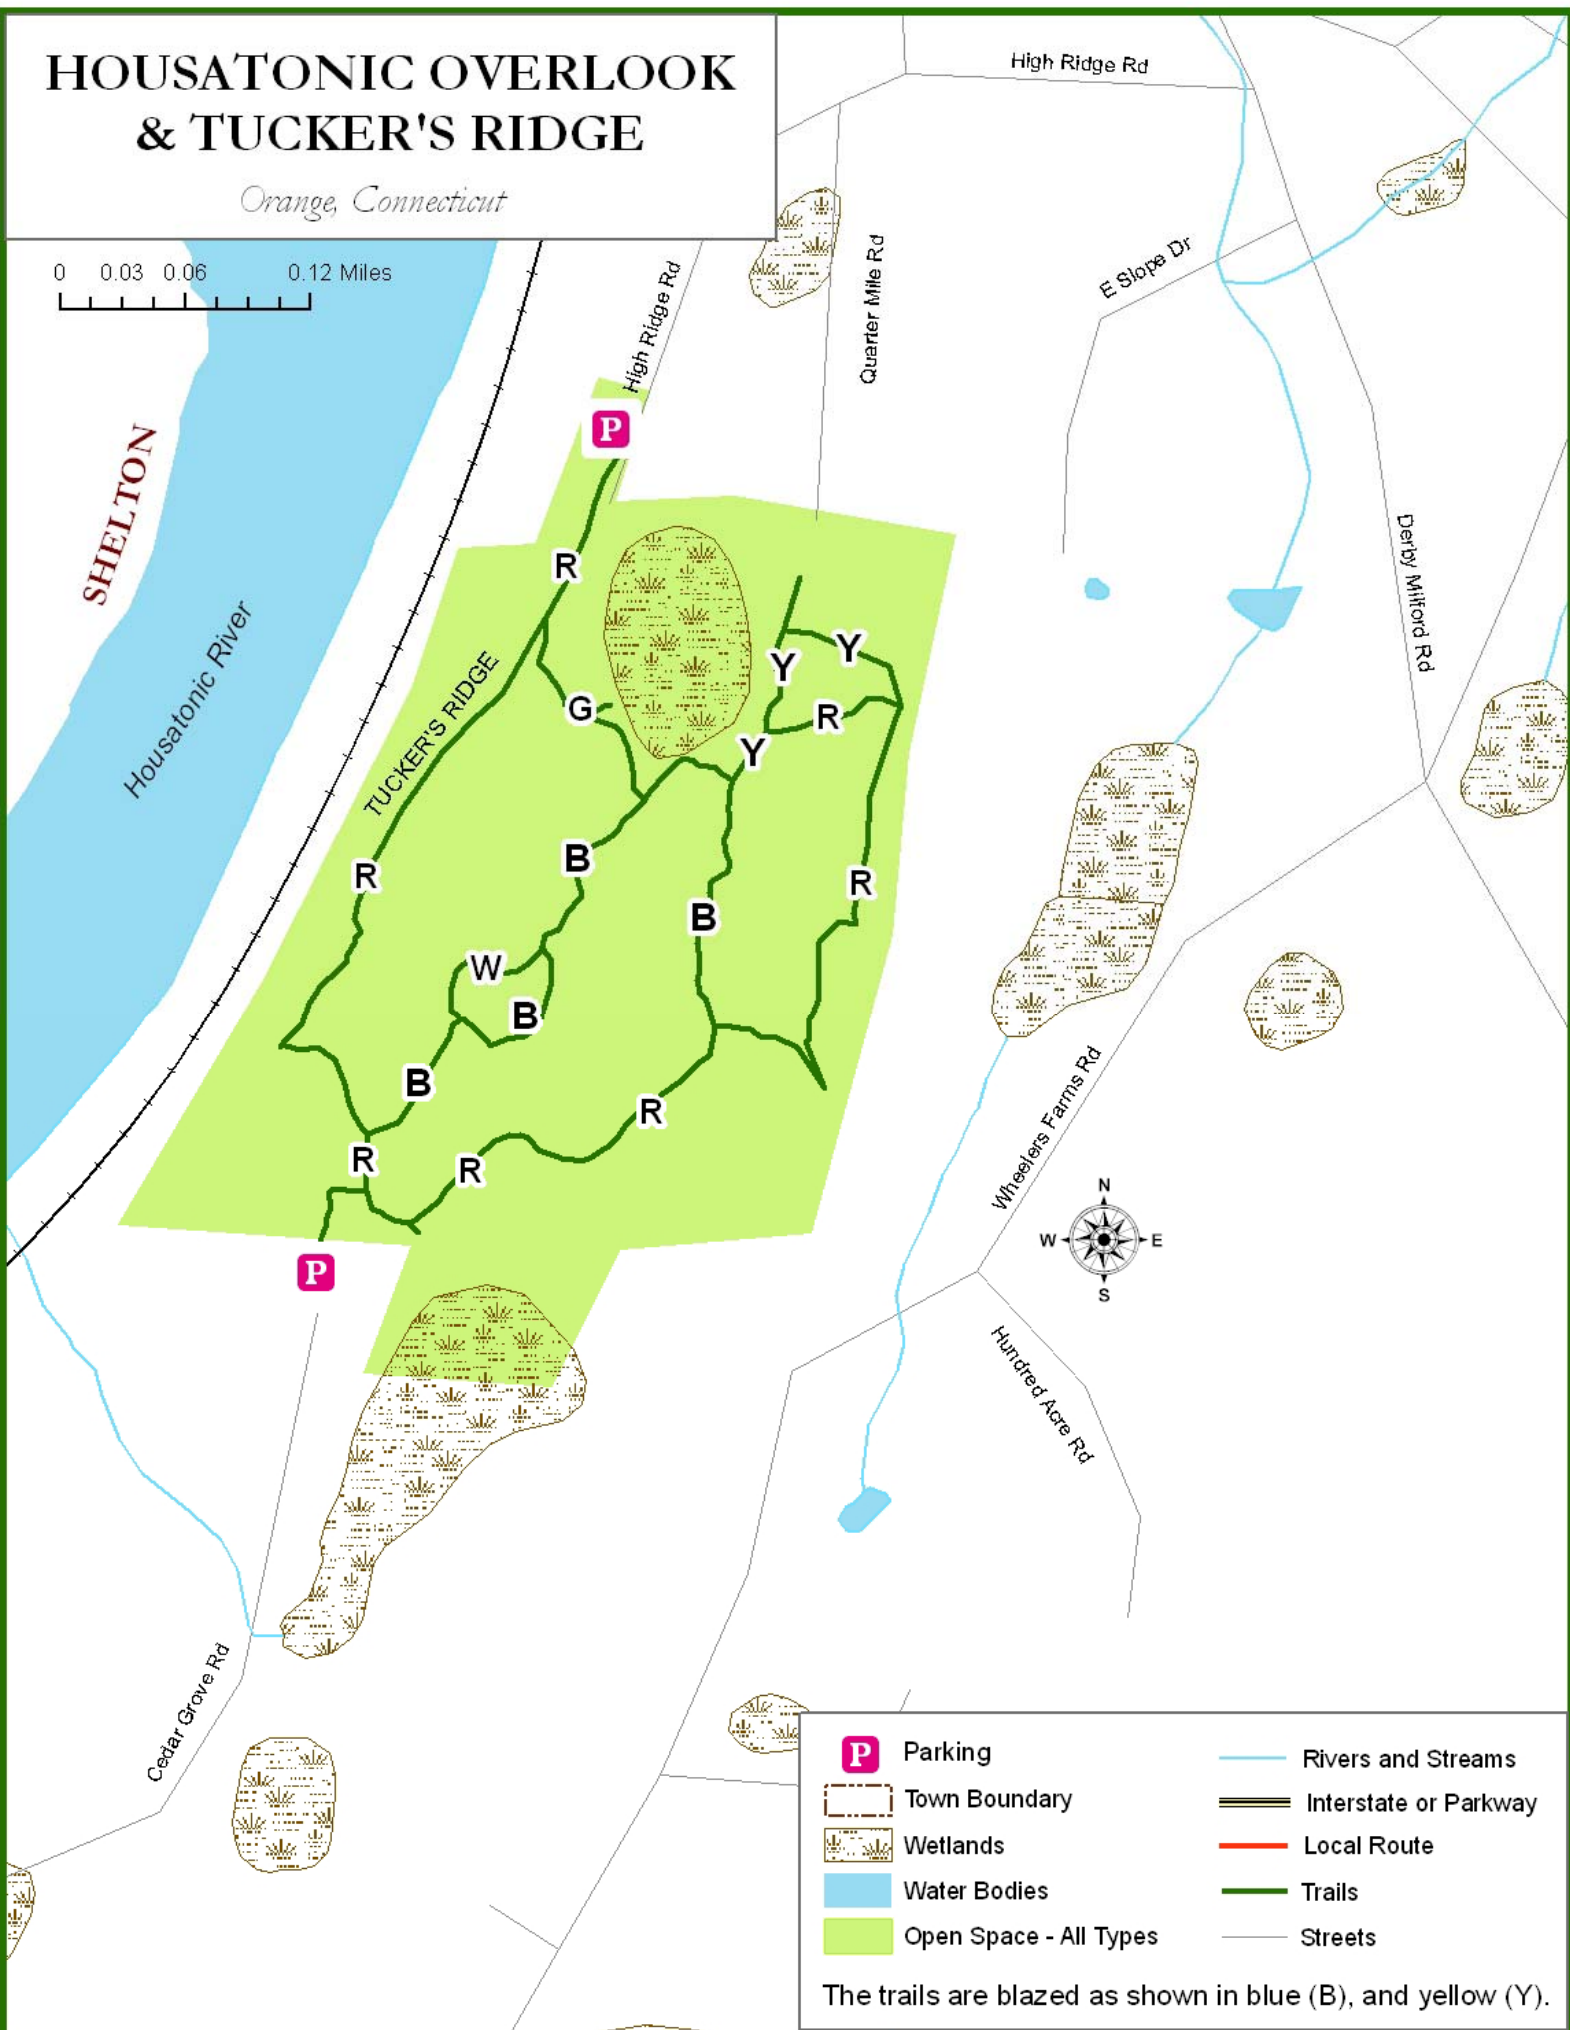 HOUSATONIC OVERLOOK
& TUCKER'S RIDGE
Orange, Connecticut
0 0.03 0.06 0.12 Miles
High Ridge Rd
High Ridge Rd
Quarter Mile Rd
E Slope Dr
SHELTON
Housatonic River
Derby Milford Rd
P
R
TUCKER'S RIDGE
Y
Y
G
R
Y
B
R
R
B
W
B
B
R
R
R
P
Wheelers Farms Rd
N
W E
S
Hundred Acre Rd
Cedar Grove Rd
P Parking
Town Boundary
Wetlands
Water Bodies
Open Space - All Types
Rivers and Streams
Interstate or Parkway
Local Route
Trails
Streets
The trails are blazed as shown in blue (B), and yellow (Y).